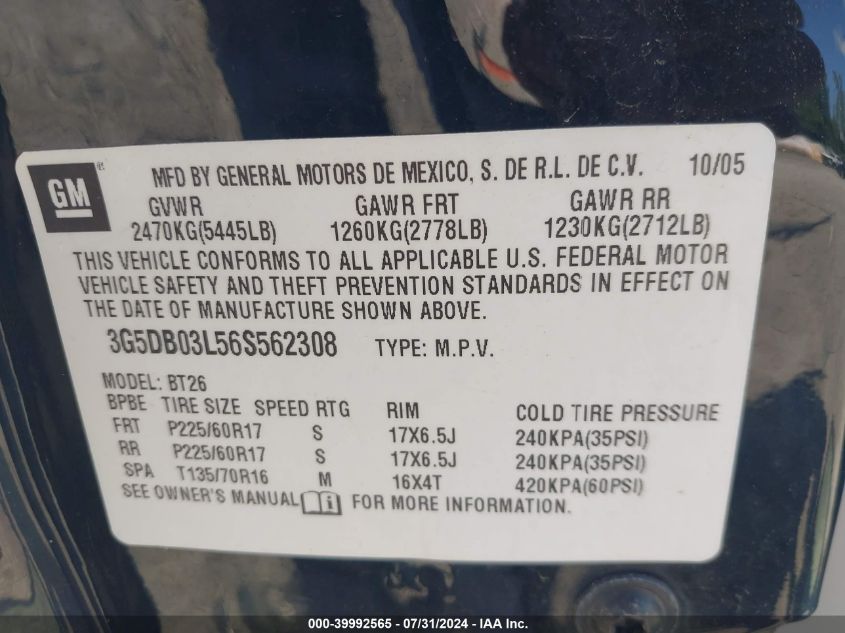 GM ®
MFD BY GENERAL MOTORS DE MEXICO, S. DE R.L. DE C.V. 10/05
GVWR GAWR FRT GAWR RR
2470KG(5445LB) 1260KG(2778LB) 1230KG(2712LB)
THIS VEHICLE CONFORMS TO ALL APPLICABLE U.S. FEDERAL MOTOR
VEHICLE SAFETY AND THEFT PREVENTION STANDARDS IN EFFECT ON
THE DATE OF MANUFACTURE SHOWN ABOVE.
3G5DB03L56S562308 TYPE: M.P.V.
MODEL: BT26
BPBE TIRE SIZE SPEED RTG RIM COLD TIRE PRESSURE
FRT P225/60R17 S 17X6.5J 240KPA(35PSI)
RR P225/60R17 S 17X6.5J 240KPA(35PSI)
SPA T135/70R16 M 16X4T 420KPA(60PSI)
SEE OWNER'S MANUAL i FOR MORE INFORMATION.
000-39992565 - 07/31/2024 - IAA Inc.